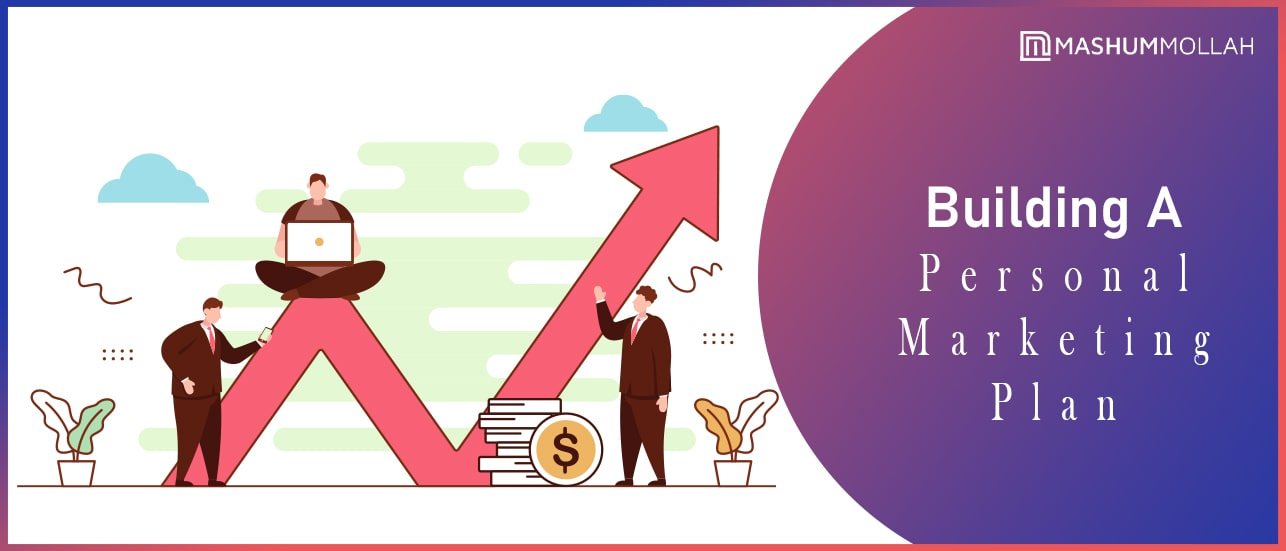 MASHUMMOLLAH
Building A
Personal
Marketing
Plan
$